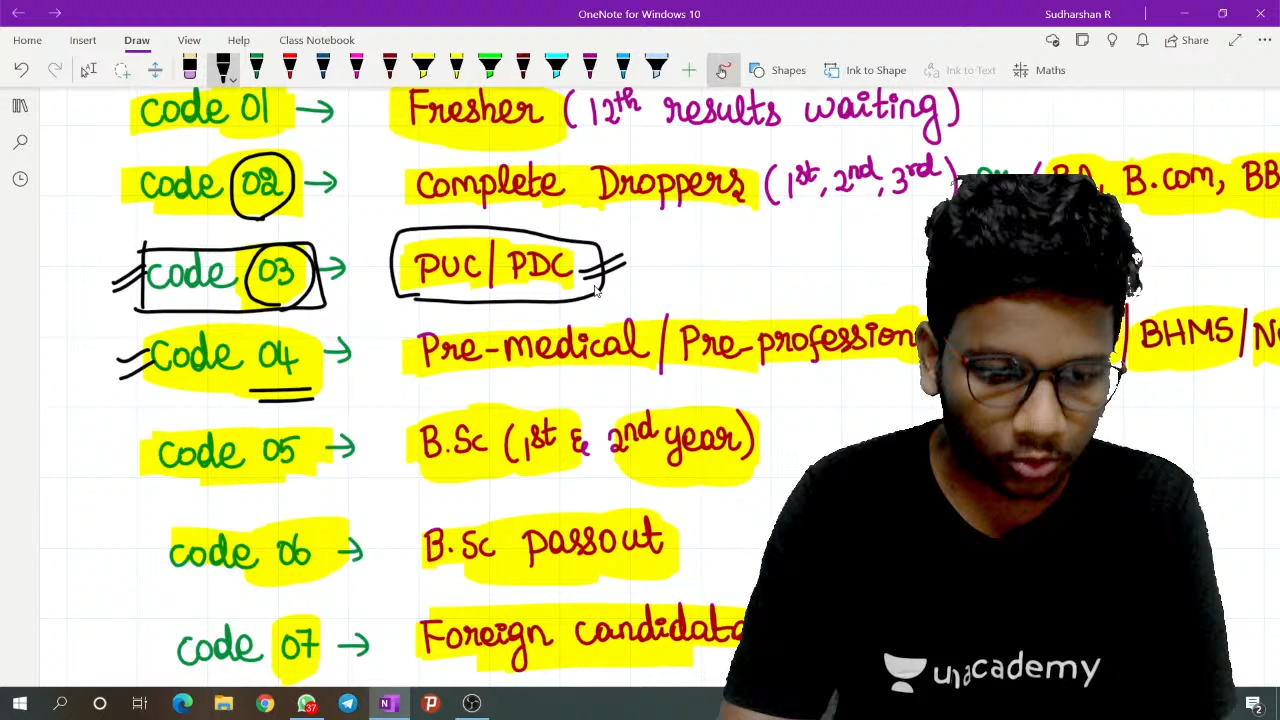 OneNote for Windows 10
Sudharshan R
Home Insert Draw View Help Class Notebook
Share
Shapes Ink to Shape Ink to Text Maths
code 01 → Fresher (12th results waiting)
code 02 → Complete Droppers (1st, 2nd, 3rd) B.com,
code 03 → PUC|PDC
code 04 → Pre-medical / Pre-profession | BHMS/
code 05 → B.Sc (1st & 2nd year)
code 06 → B.Sc passout
code 07 → Foreign candidate
unacademy
37
2